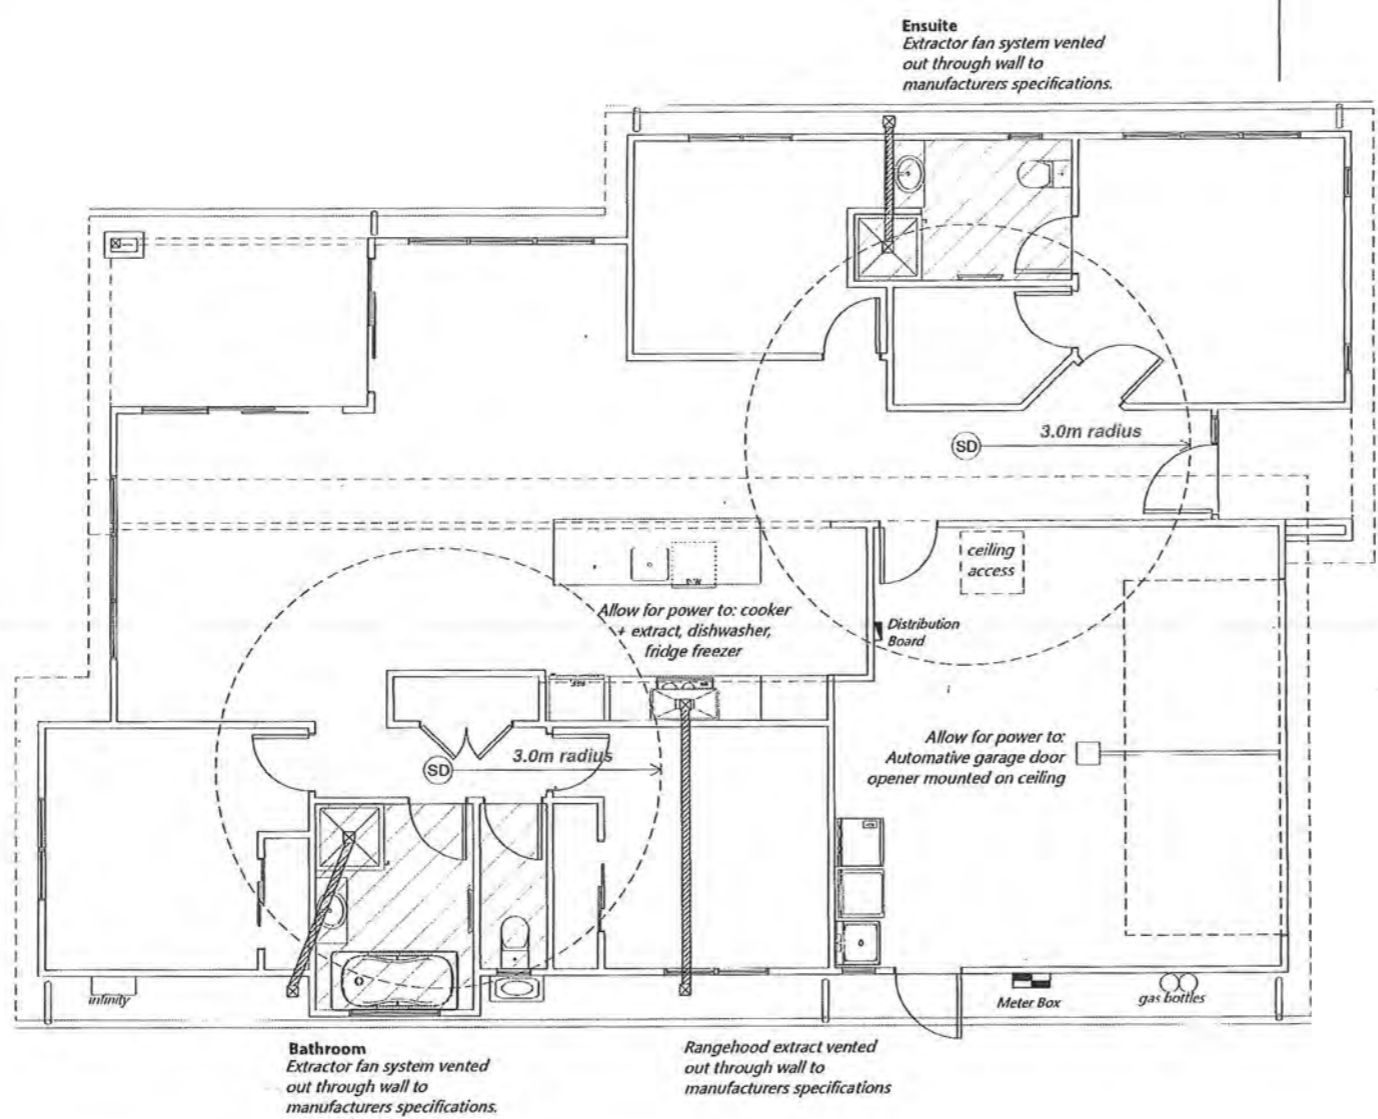 Ensuite
Extractor fan system vented
out through wall to
manufacturers specifications.
3.0m radius
SD
ceiling
access
Allow for power to: cooker
+ extract, dishwasher,
fridge freezer
Distribution
Board
Allow for power to:
Automative garage door
opener mounted on ceiling
3.0m radius
SD
infinity
Meter Box
gas bottles
Bathroom
Extractor fan system vented
out through wall to
manufacturers specifications.
Rangehood extract vented
out through wall to
manufacturers specifications